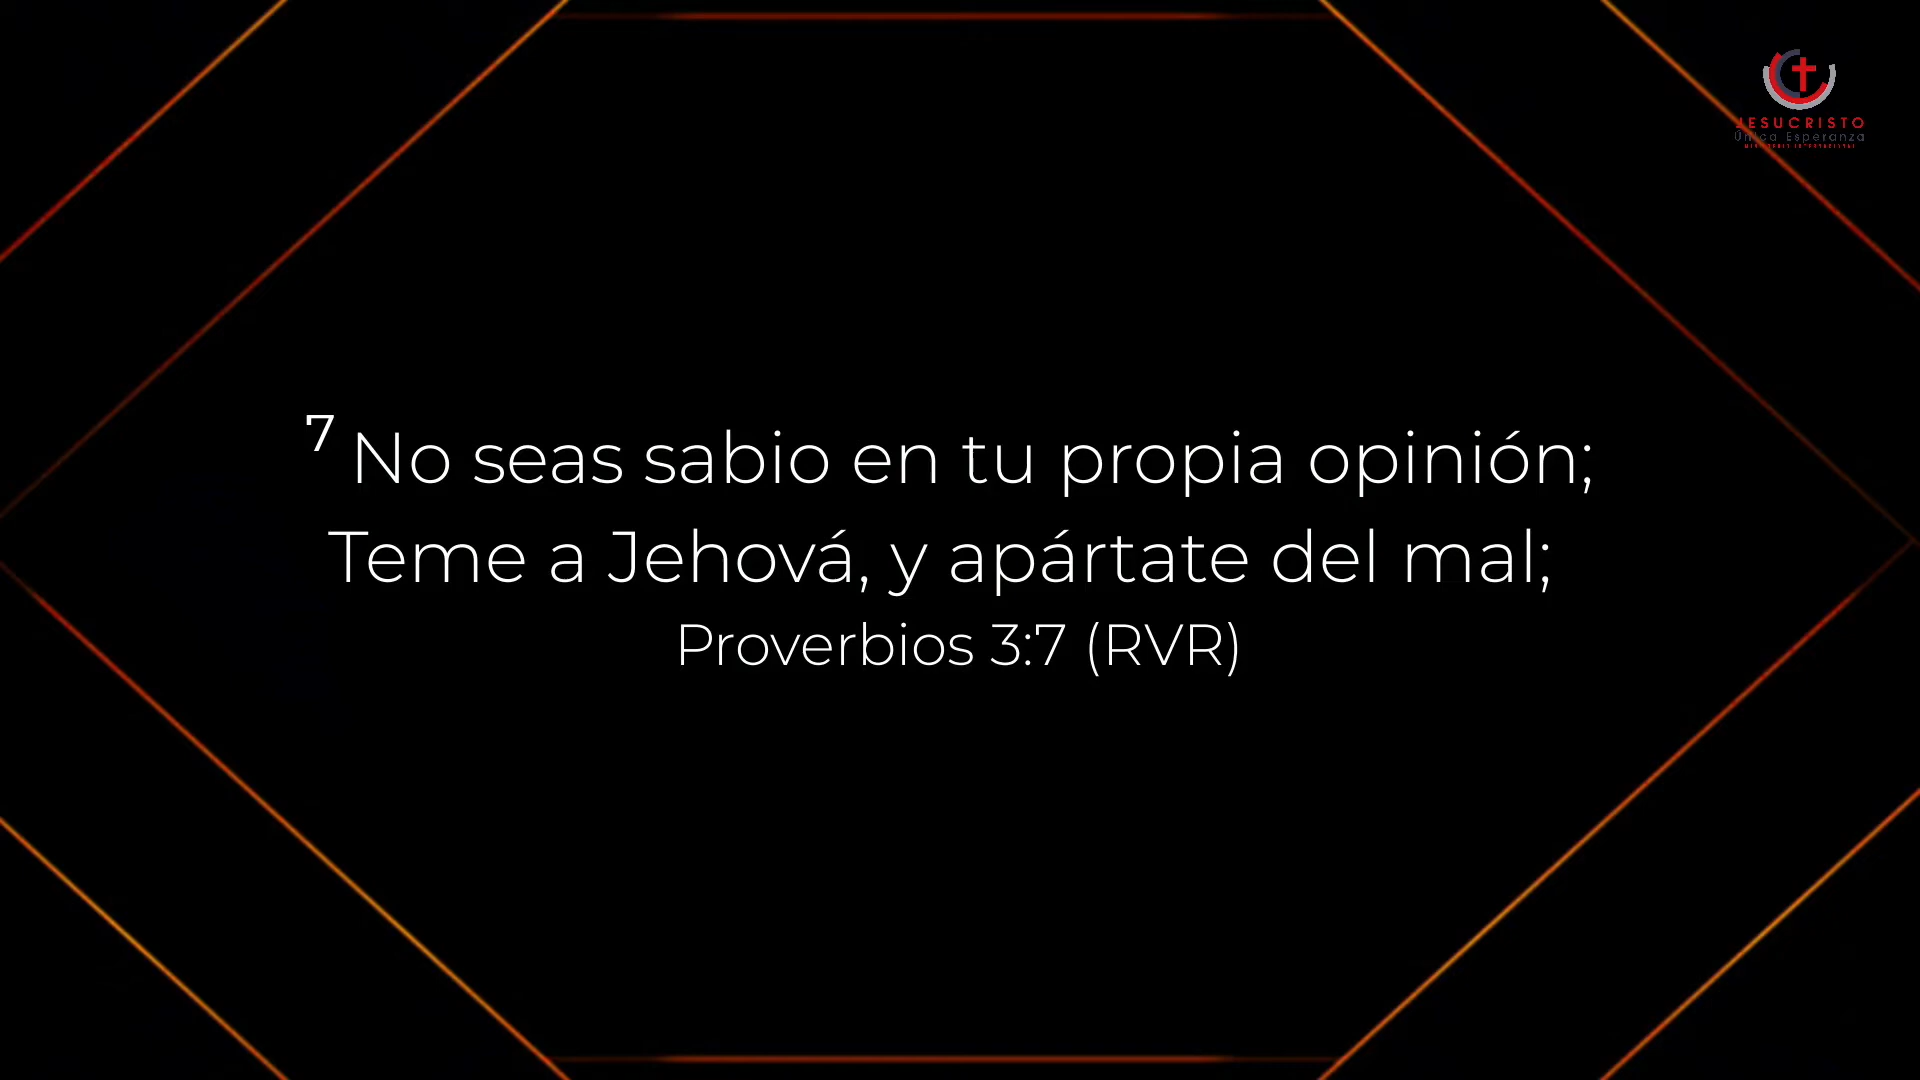 JESUCRISTO
Única Esperanza
⁷ No seas sabio en tu propia opinión;
Teme a Jehová, y apártate del mal;
Proverbios 3:7 (RVR)